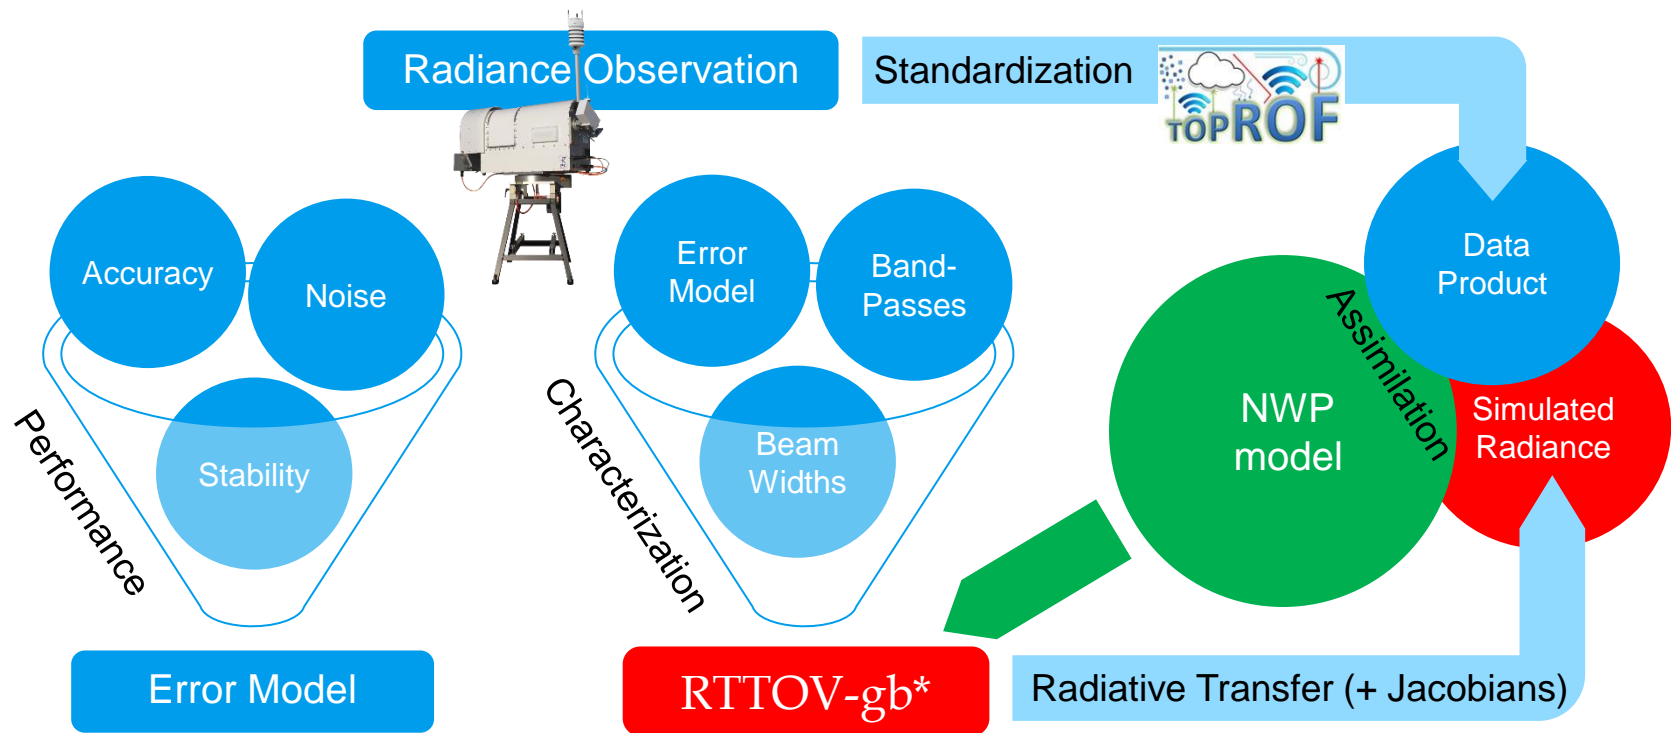 Radiance Observation
Standardization
TOPROF
Accuracy
Noise
Stability
Performance
Error Model
Error
Model
Band-
Passes
Beam
Widths
Characterization
RTTOV-gb*
Data
Product
Assimilation
NWP
model
Simulated
Radiance
Radiative Transfer (+ Jacobians)